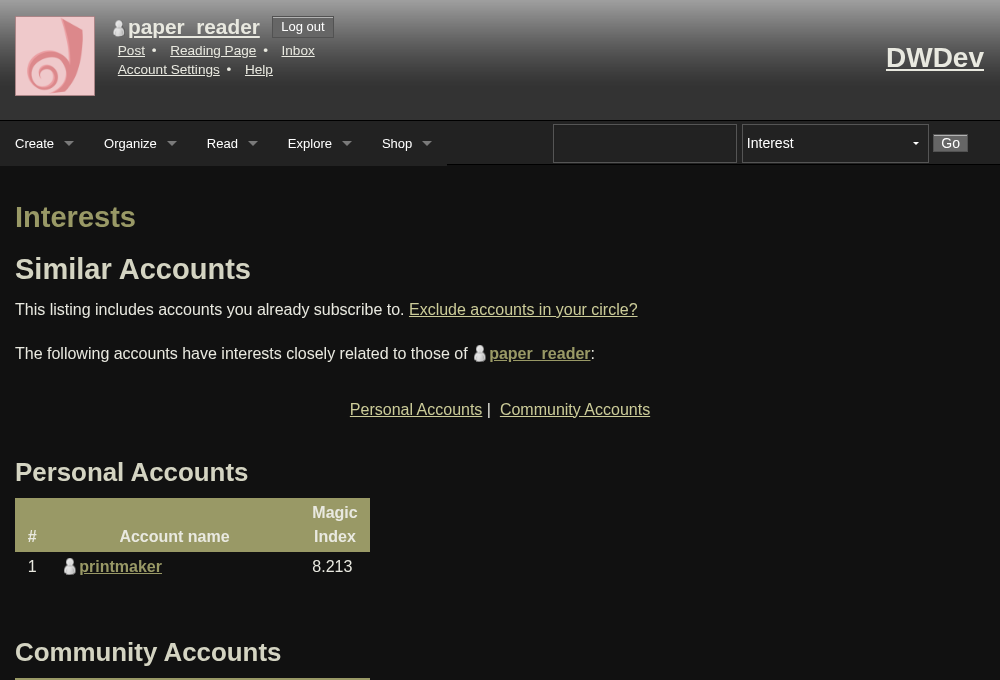 paper_reader Log out
Post • Reading Page • Inbox
Account Settings • Help
DWDev
Create Organize Read Explore Shop Interest Go
Interests
Similar Accounts
This listing includes accounts you already subscribe to. Exclude accounts in your circle?
The following accounts have interests closely related to those of paper_reader:
Personal Accounts | Community Accounts
Personal Accounts
# Account name Magic Index
1 printmaker 8.213
Community Accounts